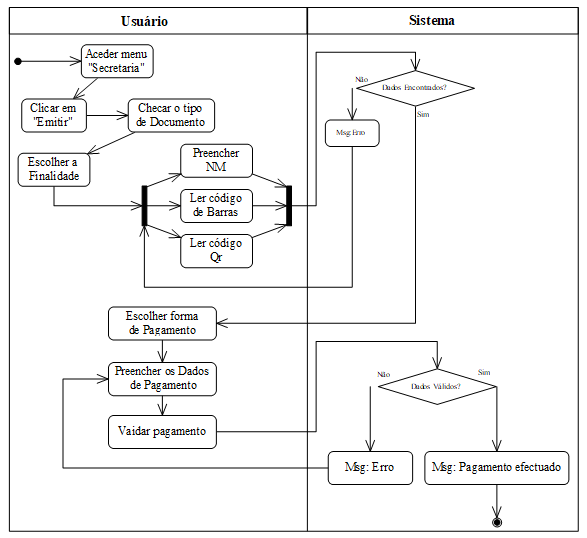 Usuário
Sistema
Aceder menu
"Secretaria"
Clicar em
"Emitir"
Checar o tipo
de Documento
Escolher a
Finalidade
Preencher
NM
Ler código
de Barras
Ler código
Qr
Não
Dados Encontrados?
Sim
Msg:Erro
Escolher forma
de Pagamento
Preencher os Dados
de Pagamento
Vaidar pagamento
Não
Dados Válidos?
Sim
Msg: Erro
Msg: Pagamento efectuado